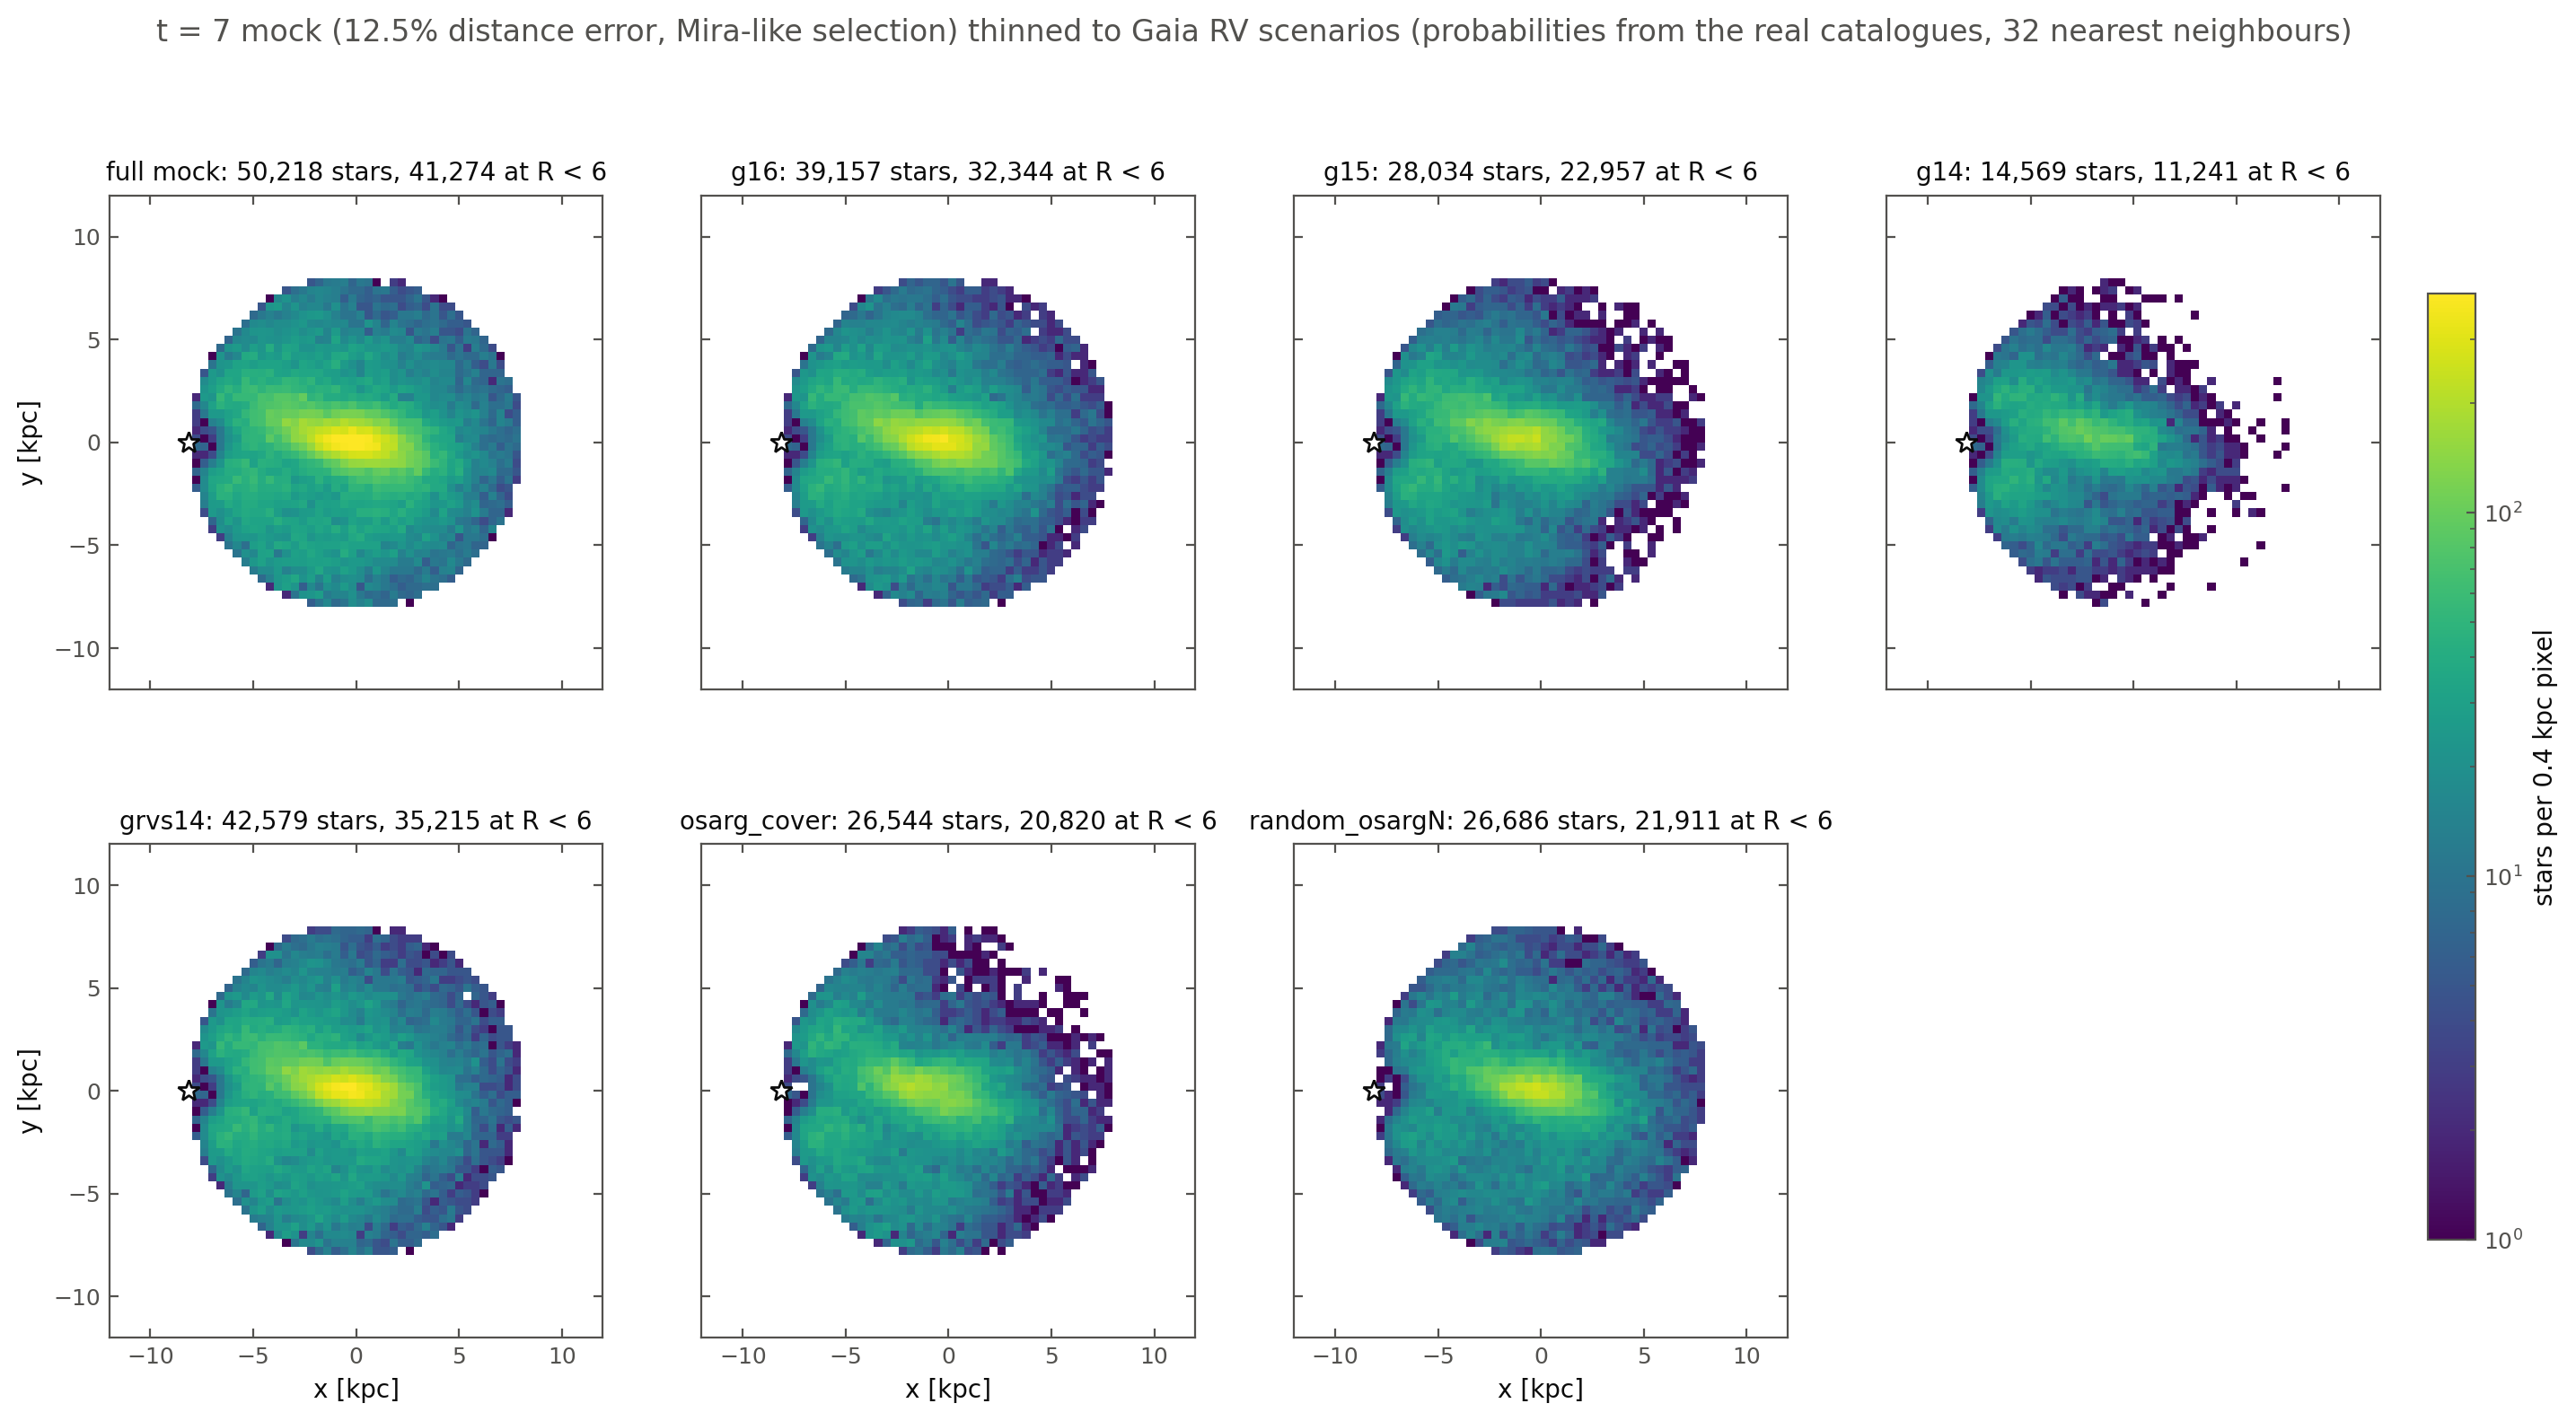 t = 7 mock (12.5% distance error, Mira-like selection) thinned to Gaia RV scenarios (probabilities from the real catalogues, 32 nearest neighbours)
full mock: 50,218 stars, 41,274 at R < 6
g16: 39,157 stars, 32,344 at R < 6
g15: 28,034 stars, 22,957 at R < 6
g14: 14,569 stars, 11,241 at R < 6
10
5
0
−5
−10
y [kpc]
grvs14: 42,579 stars, 35,215 at R < 6
osarg_cover: 26,544 stars, 20,820 at R < 6
random_osargN: 26,686 stars, 21,911 at R < 6
10
5
0
−5
−10
y [kpc]
−10 −5 0 5 10
x [kpc]
−10 −5 0 5 10
x [kpc]
−10 −5 0 5 10
x [kpc]
10²
10¹
10⁰
stars per 0.4 kpc pixel